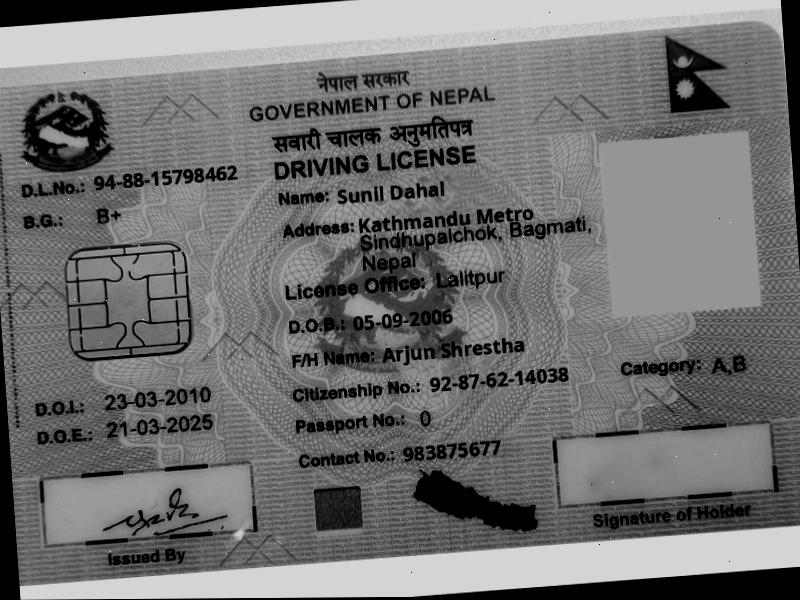 नेपाल सरकार
GOVERNMENT OF NEPAL
सवारी चालक अनुमतिपत्र
DRIVING LICENSE
D.L.No.: 94-88-15798462
B.G.: B+
Name: Sunil Dahal
Address: Kathmandu Metro
Sindhupalchok, Bagmati,
Nepal
License Office: Lalitpur
D.O.B.: 05-09-2006
F/H Name: Arjun Shrestha
Citizenship No.: 92-87-62-14038
Category: A,B
D.O.I.: 23-03-2010
Passport No.: 0
D.O.E.: 21-03-2025
Contact No.: 983875677
Issued By
Signature of Holder